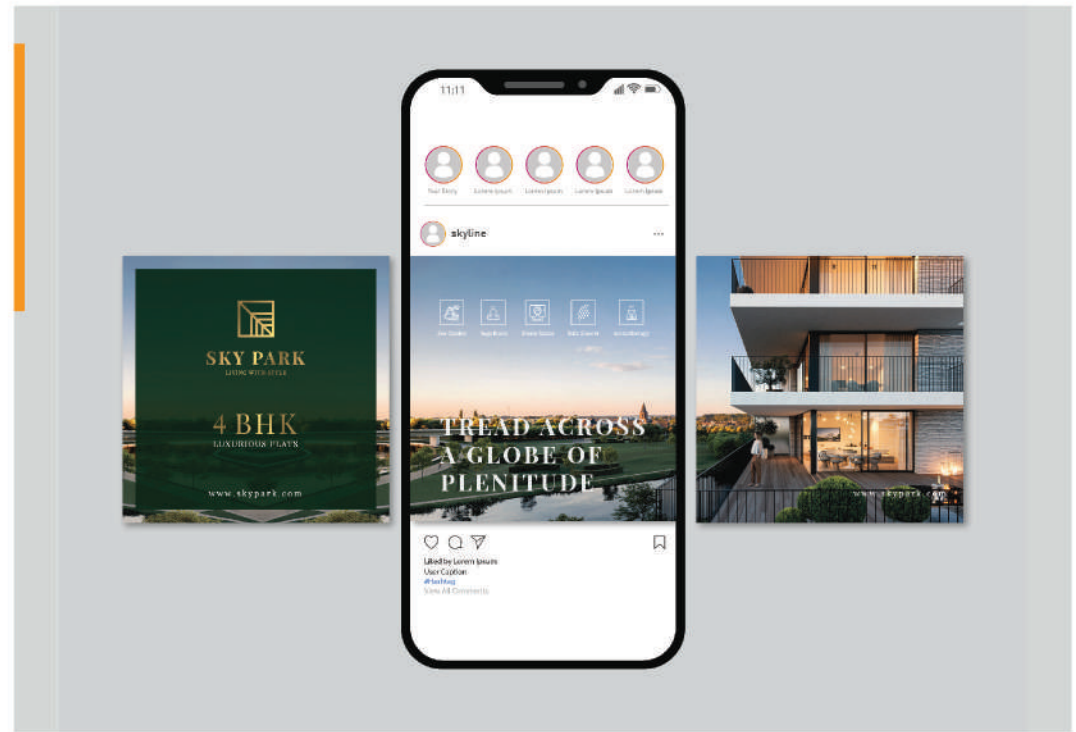 SKY PARK
LIVING WITH STYLE
4 BHK
LUXURIOUS FLATS
www.skypark.com
11:11
Your Story
Lorem Ipsum
Lorem Ipsum
Lorem Ipsum
Lorem Ipsum
skyline
TREAD ACROSS
A GLOBE OF
PLENITUDE
Liked by Lorem Ipsum
User Caption
#Hashtag
View All Comments
www.skypark.com